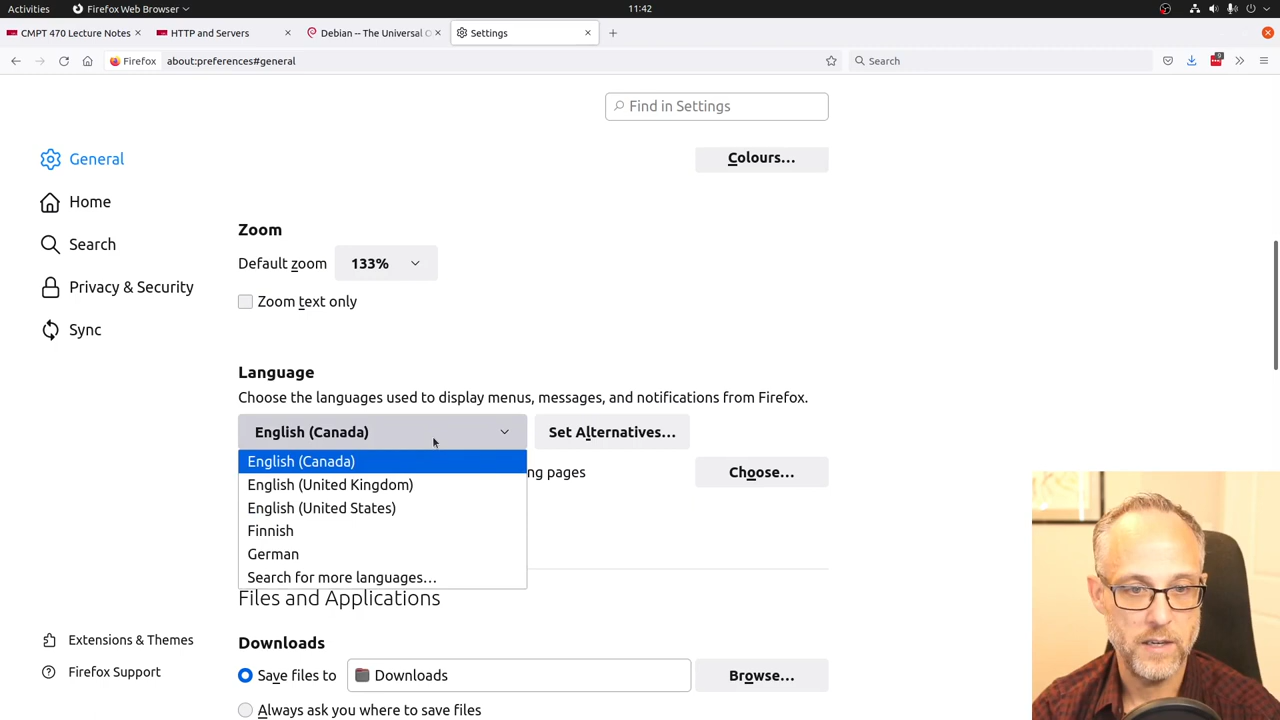 Activities
Firefox Web Browser
11:42
CMPT 470 Lecture Notes
HTTP and Servers
Debian -- The Universal O
Settings
Firefox
about:preferences#general
Search
9
Find in Settings
General
Colours...
Home
Search
Privacy & Security
Sync
Zoom
Default zoom
133%
Zoom text only
Language
Choose the languages used to display menus, messages, and notifications from Firefox.
English (Canada)
Set Alternatives...
English (Canada)
ng pages
Choose...
English (United Kingdom)
English (United States)
Finnish
German
Search for more languages...
Files and Applications
Downloads
Save files to
Downloads
Browse...
Always ask you where to save files
Extensions & Themes
Firefox Support